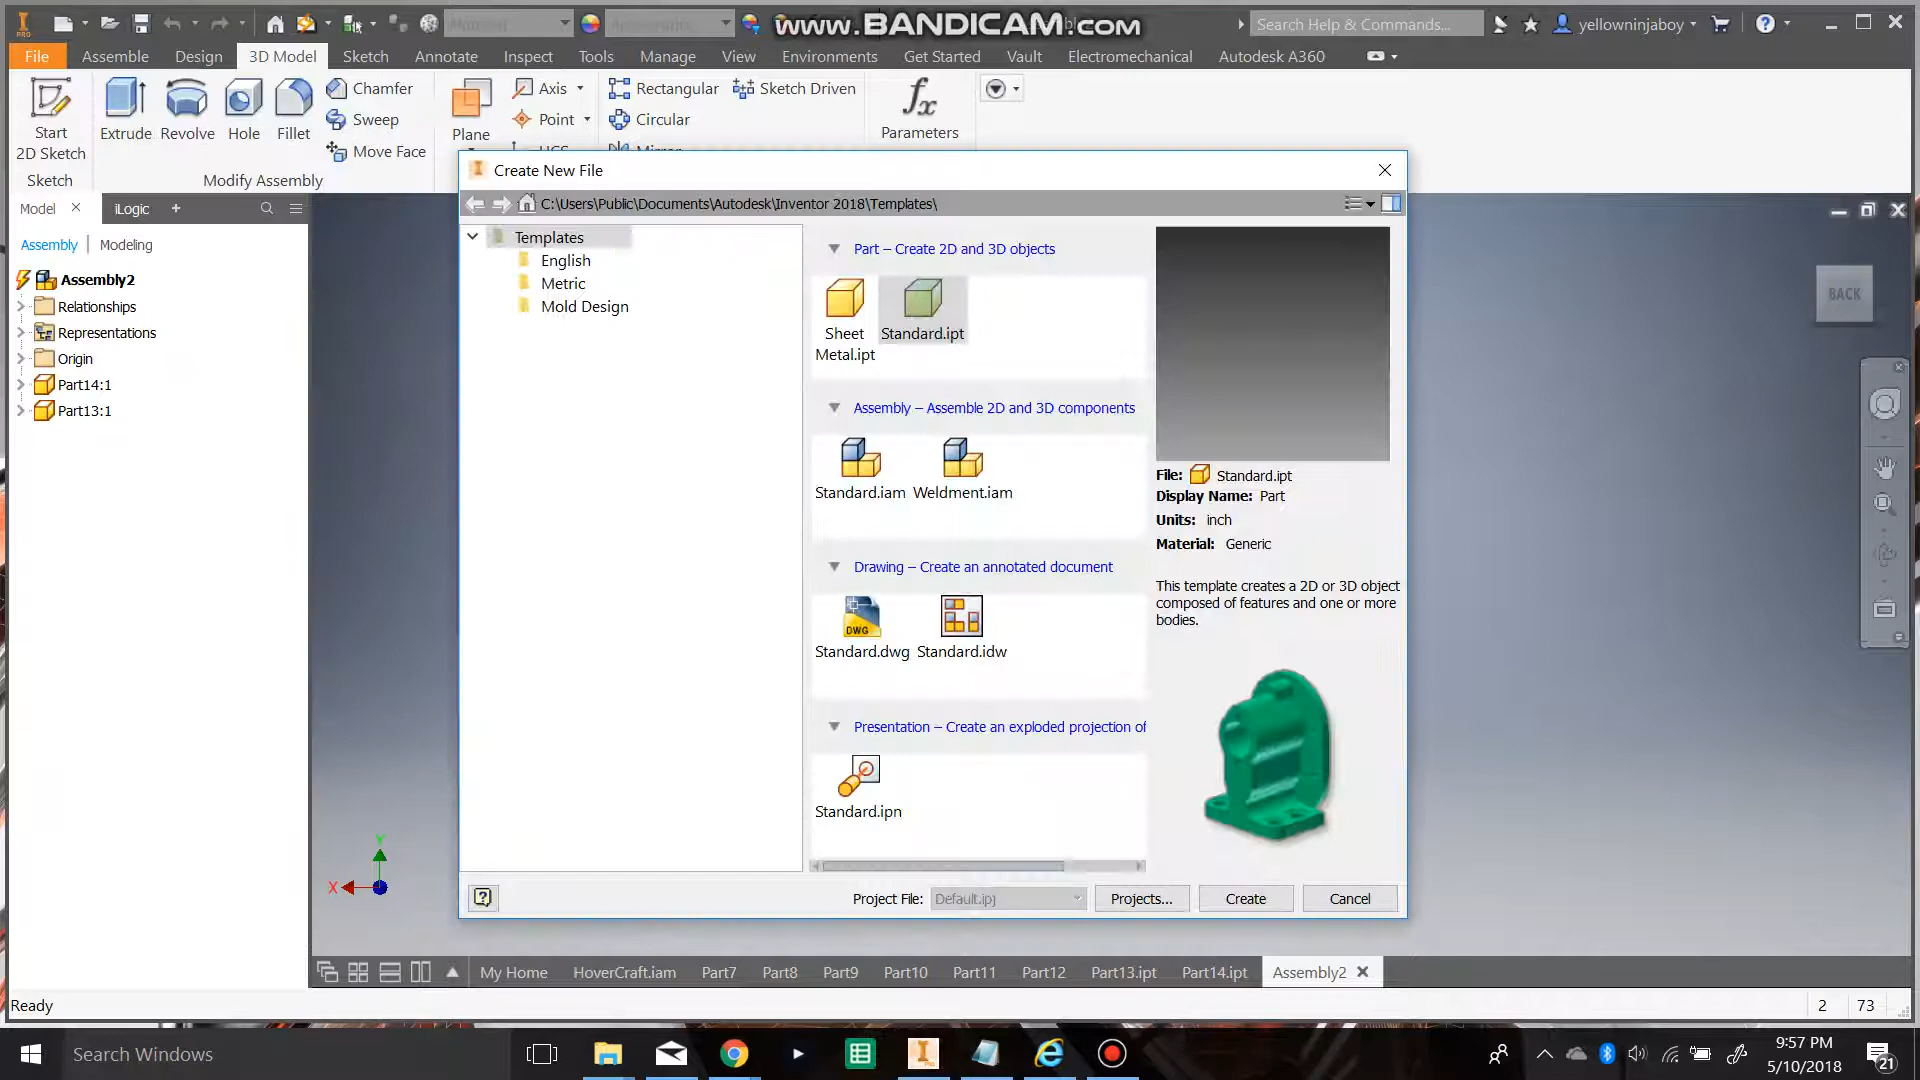 www.BANDICAM.com
Search Help & Commands...
yellowninjaboy
File
Assemble
Design
3D Model
Sketch
Annotate
Inspect
Tools
Manage
View
Environments
Get Started
Vault
Electromechanical
Autodesk A360
Start
2D Sketch
Extrude
Revolve
Hole
Fillet
Chamfer
Sweep
Move Face
Plane
Axis
Point
Rectangular
Circular
Sketch Driven
fx
Parameters
Sketch
Modify Assembly
Model
iLogic
Assembly
Modeling
Assembly2
Relationships
Representations
Origin
Part14:1
Part13:1
Create New File
C:\Users\Public\Documents\Autodesk\Inventor 2018\Templates\
Templates
English
Metric
Mold Design
Part – Create 2D and 3D objects
Sheet
Metal.ipt
Standard.ipt
Assembly – Assemble 2D and 3D components
Standard.iam
Weldment.iam
Drawing – Create an annotated document
DWG
Standard.dwg
Standard.idw
Presentation – Create an exploded projection of
Standard.ipn
File: Standard.ipt
Display Name: Part
Units: inch
Material: Generic
This template creates a 2D or 3D object
composed of features and one or more
bodies.
Project File:
Default.ipj
Projects...
Create
Cancel
BACK
Y
X
My Home
HoverCraft.iam
Part7
Part8
Part9
Part10
Part11
Part12
Part13.ipt
Part14.ipt
Assembly2
Ready
2
73
Search Windows
9:57 PM
5/10/2018
21